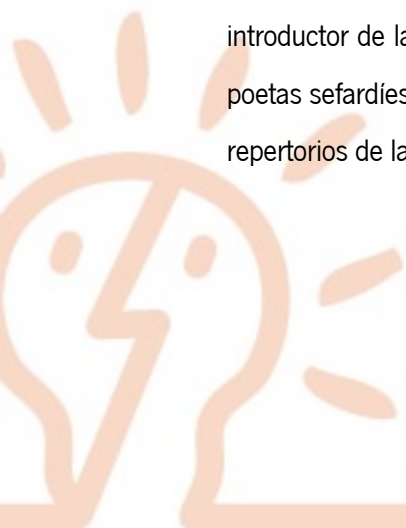 introductor de la
poetas sefardíes
repertorios de la